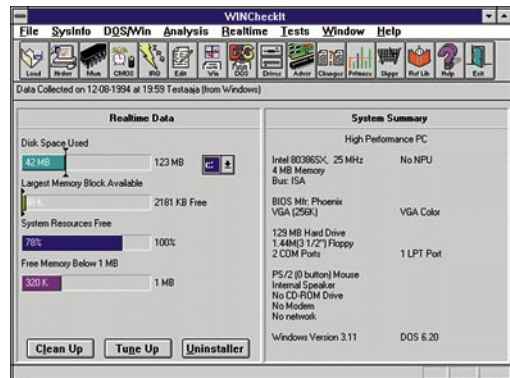 WINCheckIt
File SysInfo DOS/Win Analysis Realtime Tests Window Help
Load Hrdwr Mem CMOS IRQ Edit Win DOS Driver Advsr Changes Shppr Ref Lib Help Exit
Data Collected on 12-08-1994 at 19:59 Testaaja (from Windows)
Realtime Data
Disk Space Used
42 MB 123 MB c:
Largest Memory Block Available
2181 KB Free
System Resources Free
78% 100%
Free Memory Below 1 MB
320 K 1 MB
Clean Up Tune Up Uninstaller
System Summary
High Performance PC
Intel 80386SX, 25 MHz No NPU
4 MB Memory
Bus: ISA
BIOS Mfr: Phoenix
VGA (256K) VGA Color
129 MB Hard Drive
1.44M(3 1/2") Floppy
2 COM Ports 1 LPT Port
PS/2 (0 button) Mouse
Internal Speaker
No CD-ROM Drive
No Modem
No network
Windows Version 3.11 DOS 6.20